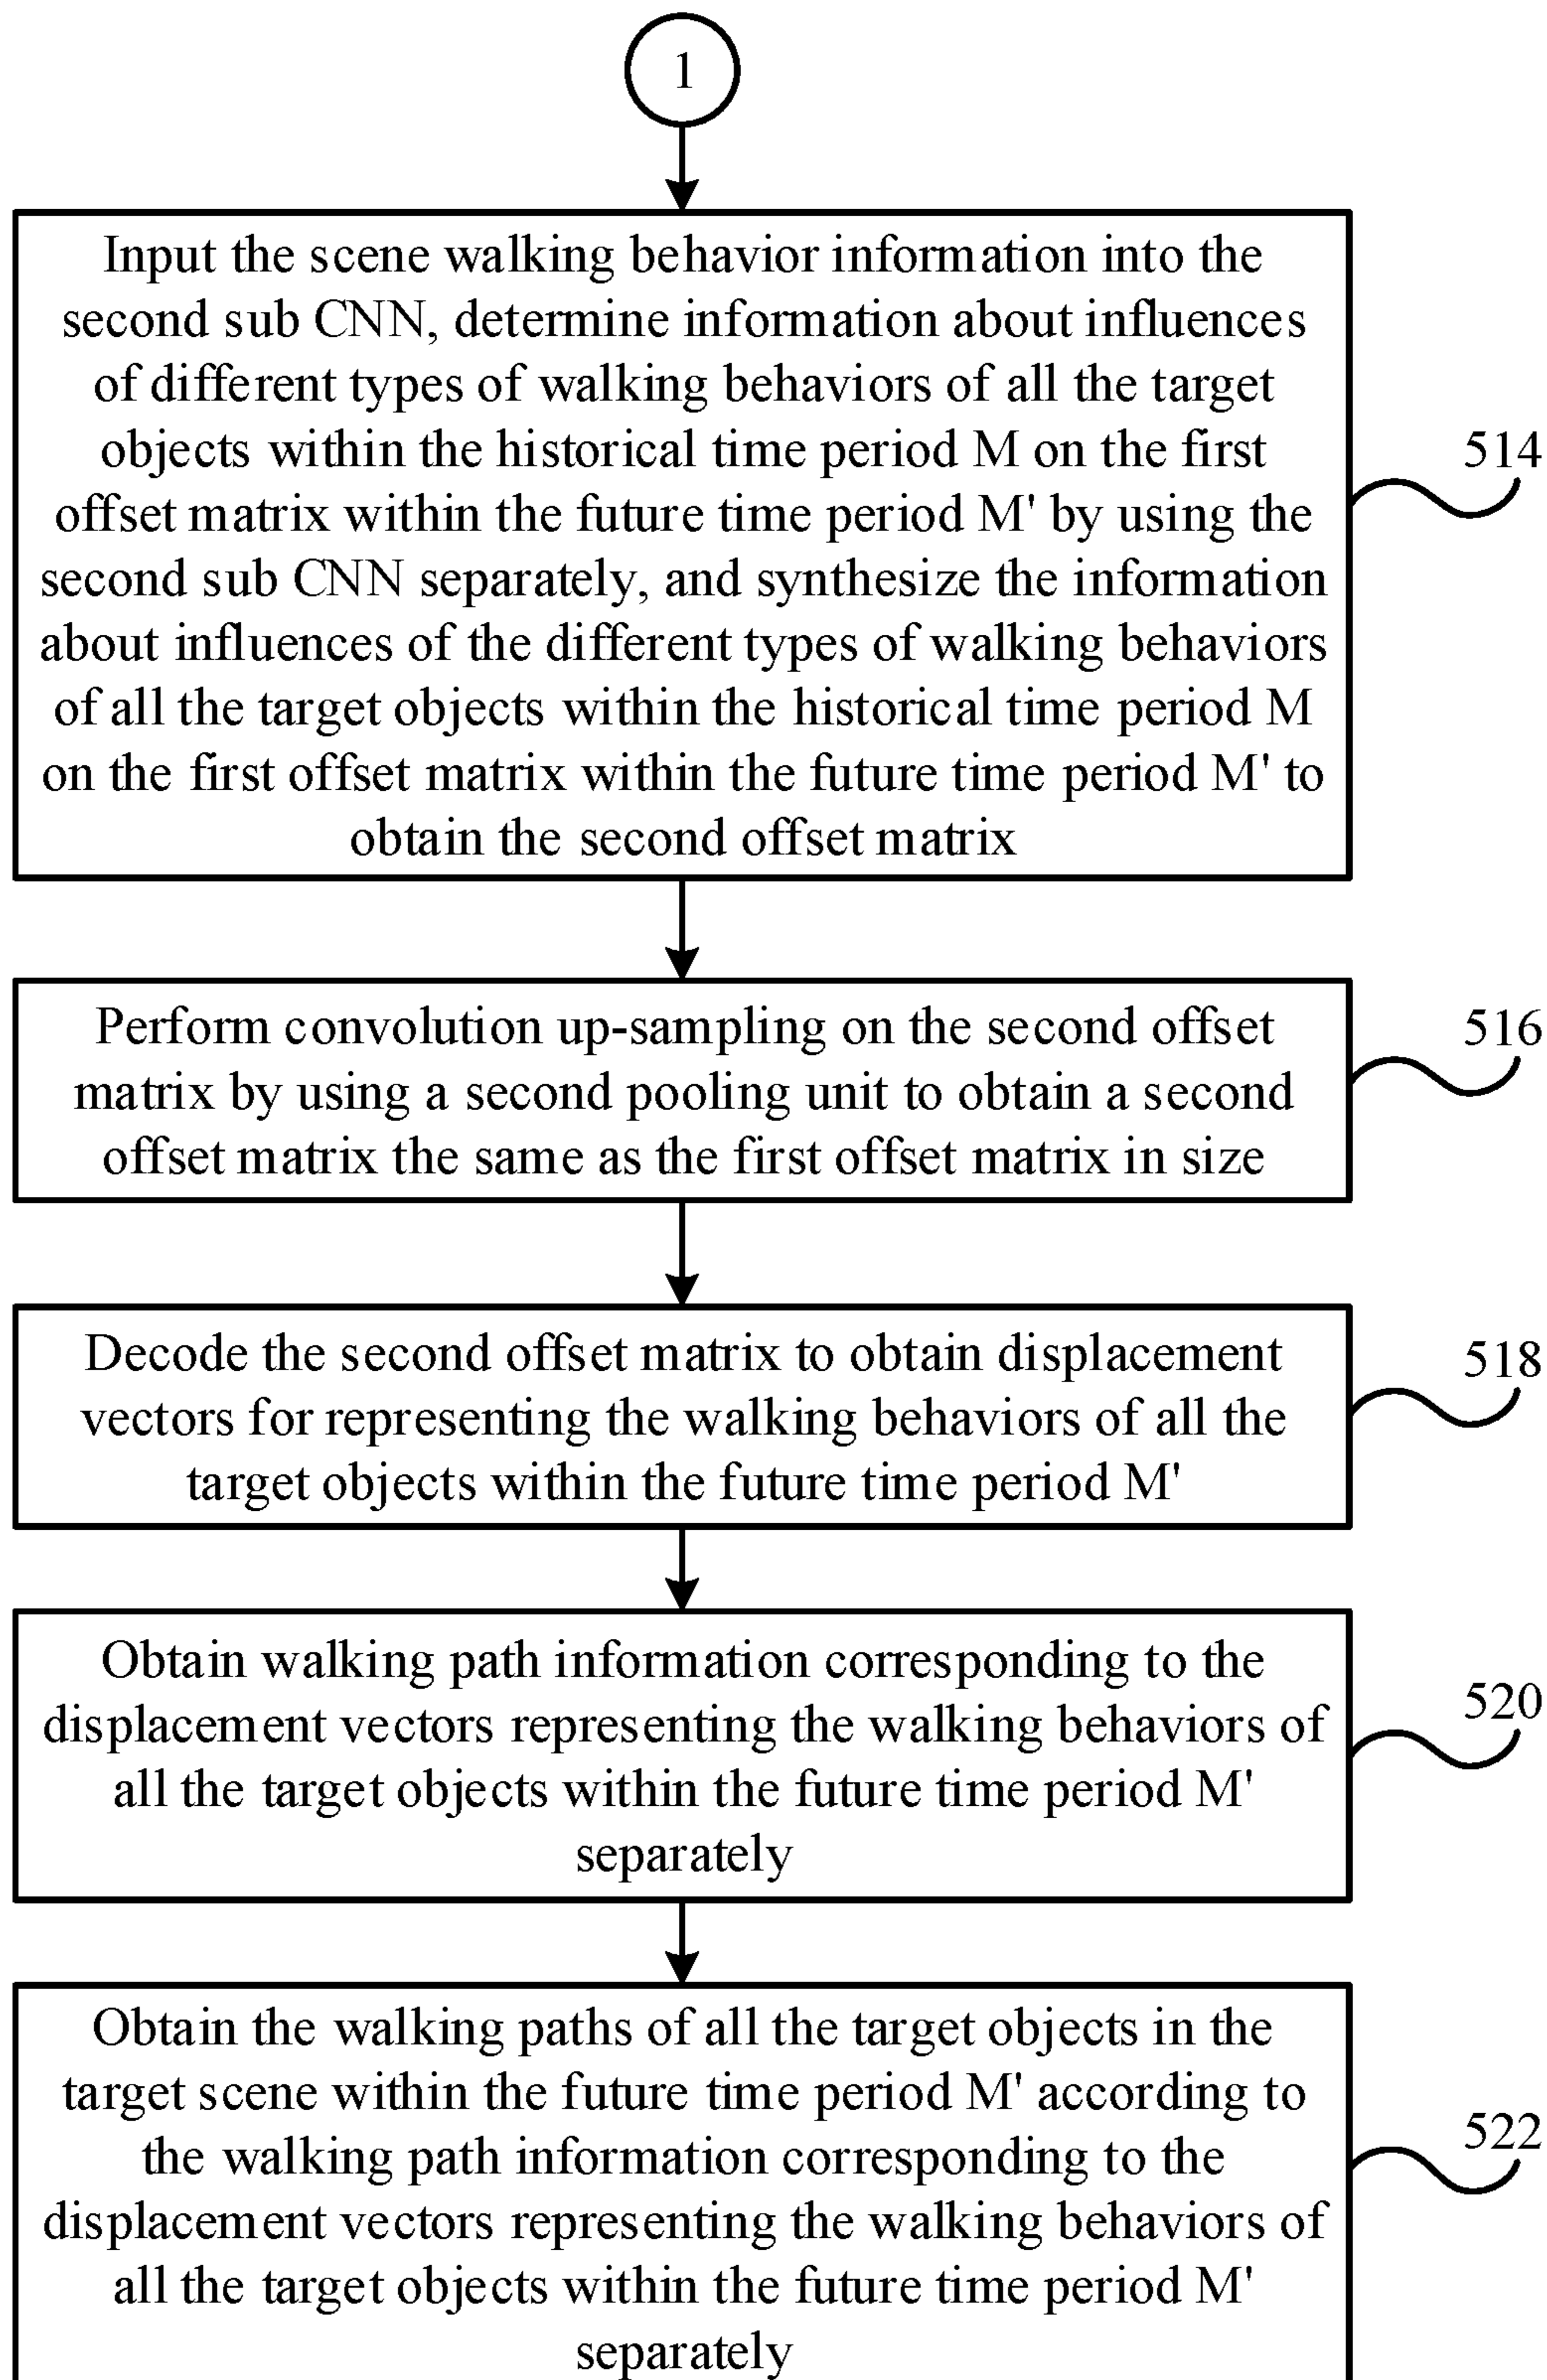 1
Input the scene walking behavior information into the
second sub CNN, determine information about influences
of different types of walking behaviors of all the target
objects within the historical time period M on the first
offset matrix within the future time period M' by using the
second sub CNN separately, and synthesize the information
about influences of the different types of walking behaviors
of all the target objects within the historical time period M
on the first offset matrix within the future time period M' to
obtain the second offset matrix
514
Perform convolution up-sampling on the second offset
matrix by using a second pooling unit to obtain a second
offset matrix the same as the first offset matrix in size
516
Decode the second offset matrix to obtain displacement
vectors for representing the walking behaviors of all the
target objects within the future time period M'
518
Obtain walking path information corresponding to the
displacement vectors representing the walking behaviors of
all the target objects within the future time period M'
separately
520
Obtain the walking paths of all the target objects in the
target scene within the future time period M' according to
the walking path information corresponding to the
displacement vectors representing the walking behaviors of
all the target objects within the future time period M'
separately
522